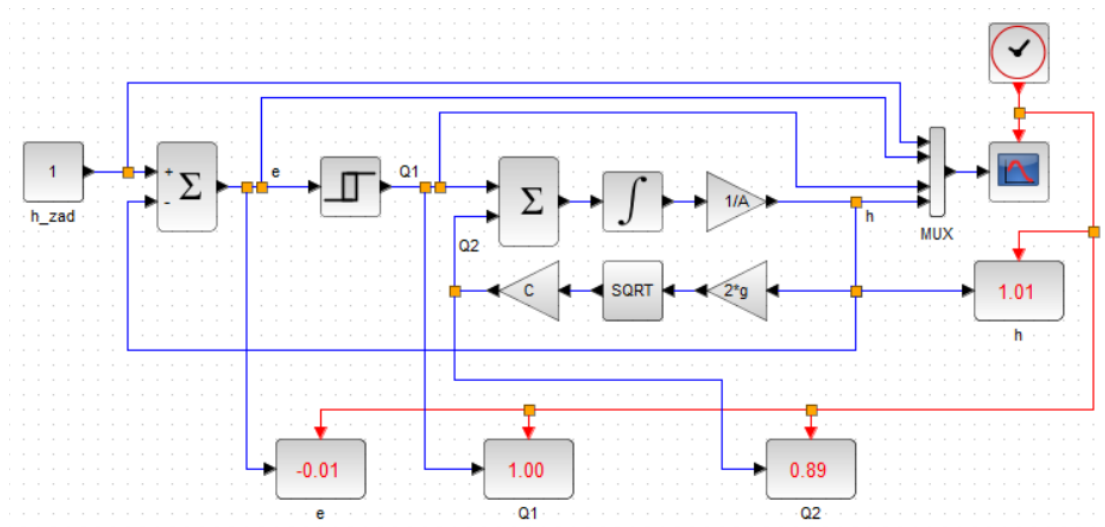 1
h_zad
+
-
Σ
e
Q1
Σ
Q2
∫
1/A
h
MUX
C
SQRT
2*g
1.01
h
-0.01
e
1.00
Q1
0.89
Q2